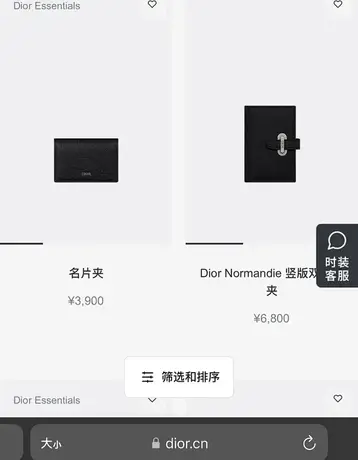 Dior Essentials
名片夹
¥3,900
Dior Normandie 竖版双
夹
¥6,800
时装
客服
筛选和排序
Dior Essentials
大小
dior.cn